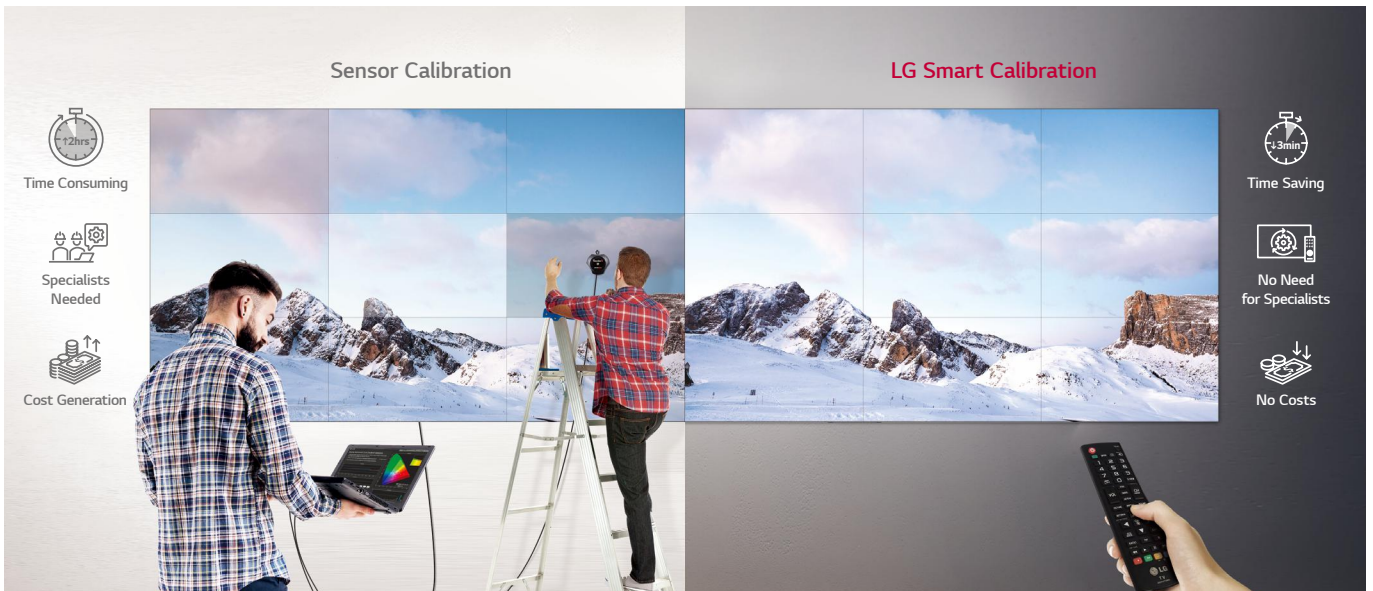 Sensor Calibration
LG Smart Calibration
↑2hrs
Time Consuming
Specialists
Needed
Cost Generation
↓3min
Time Saving
No Need
for Specialists
No Costs
LG
TV